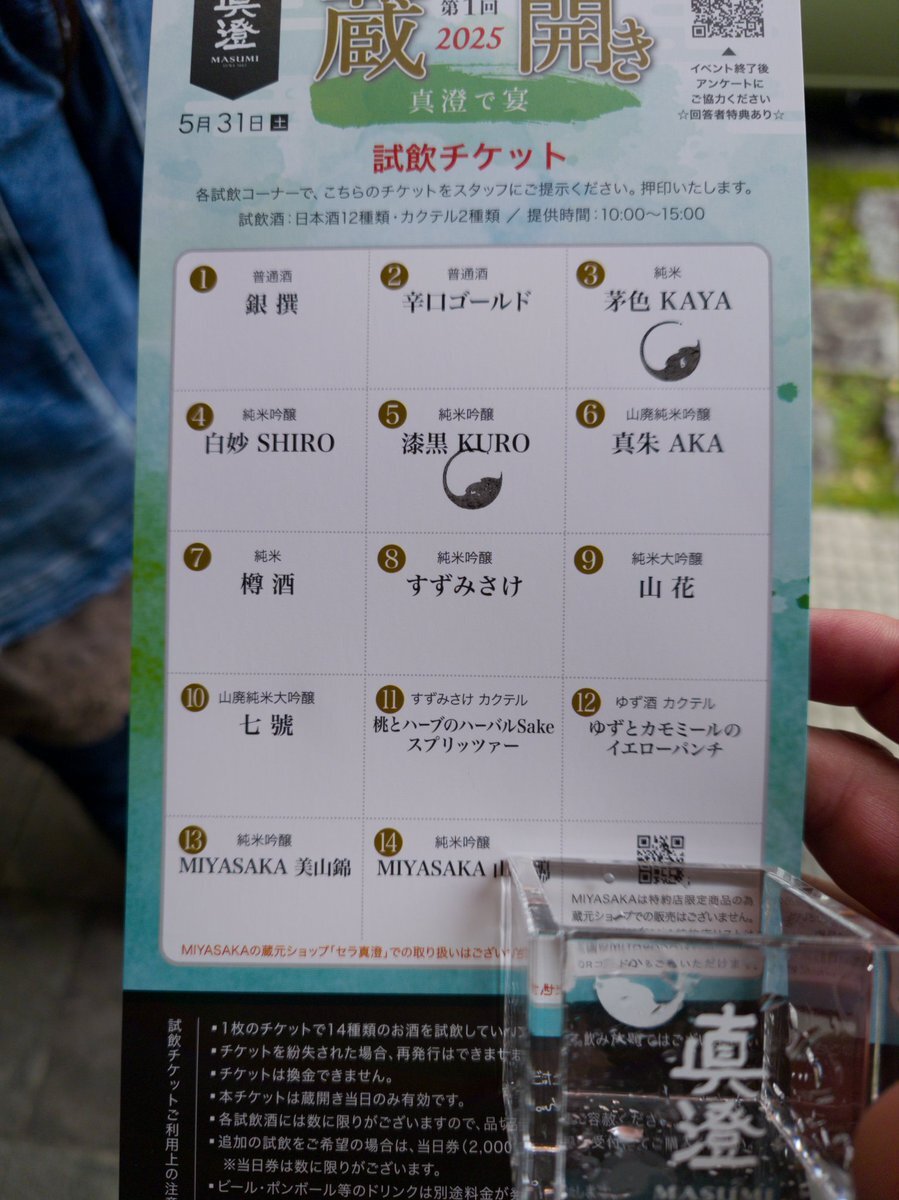 真澄
MASUMI
蔵開き
第1回
2025
真澄で宴
5月31日 土
イベント終了後
アンケートに
ご協力ください
☆回答者特典あり☆
試飲チケット
各試飲コーナーで、こちらのチケットをスタッフにご提示ください。押印いたします。
試飲酒：日本酒12種類・カクテル2種類 ／ 提供時間：10:00～15:00
1 普通酒
銀撰
2 普通酒
辛口ゴールド
3 純米
茅色 KAYA
4 純米吟醸
白妙 SHIRO
5 純米吟醸
漆黒 KURO
6 山廃純米吟醸
真朱 AKA
7 純米
樽酒
8 純米吟醸
すずみさけ
9 純米大吟醸
山花
10 山廃純米大吟醸
七號
11 すずみさけ カクテル
桃とハーブのハーバルSake
スプリッツァー
12 ゆず酒 カクテル
ゆずとカモミールの
イエローパンチ
13 純米吟醸
MIYASAKA 美山錦
14 純米吟醸
MIYASAKA 山
MIYASAKAは特約店限定商品の為
蔵元ショップでの販売はございません。
MIYASAKAの蔵元ショップ「セラ真澄」での取り扱いはござい
試飲チケットご利用上の注意
▪1枚のチケットで14種類のお酒を試飲してい
▪チケットを紛失された場合、再発行はできませ
▪チケットは換金できません。
▪本チケットは蔵開き当日のみ有効です。
▪各試飲酒には数に限りがございますので、品切
▪追加の試飲をご希望の場合は、当日券（2,000
※当日券は数に限りがございます。
▪ビール・ポンボール等のドリンクは別途料金が
真澄
MASUMI